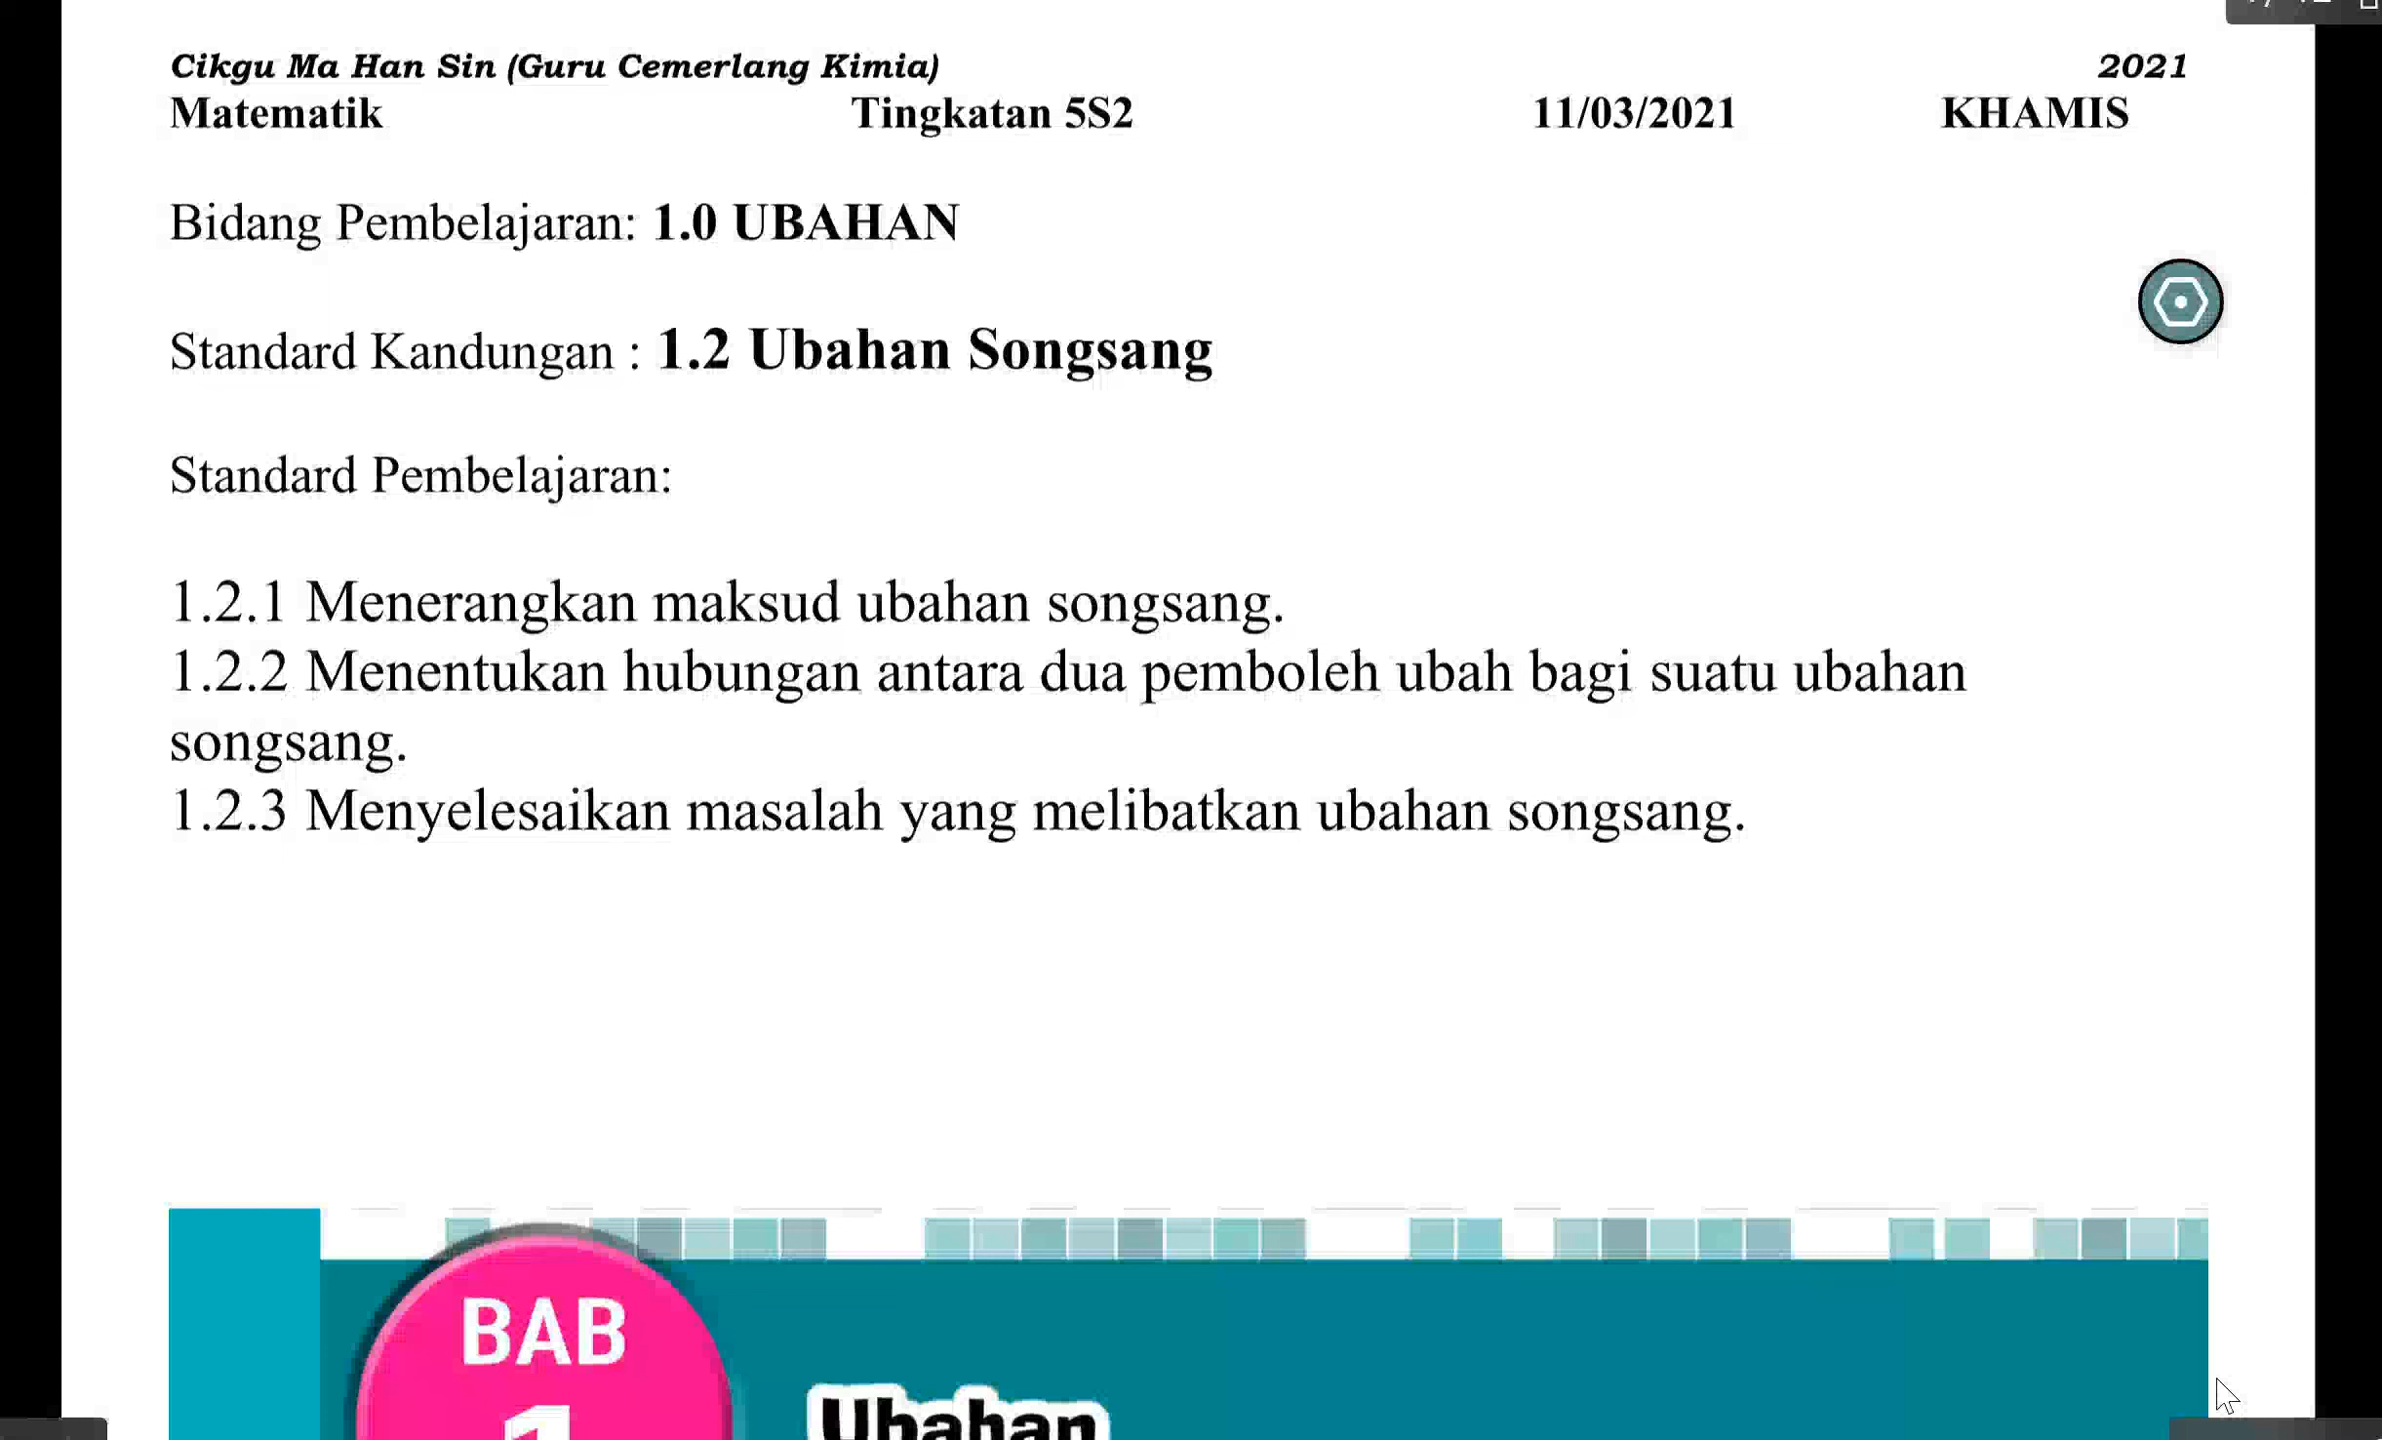 Cikgu Ma Han Sin (Guru Cemerlang Kimia) 2021
Matematik Tingkatan 5S2 11/03/2021 KHAMIS
Bidang Pembelajaran: 1.0 UBAHAN
Standard Kandungan : 1.2 Ubahan Songsang
Standard Pembelajaran:
1.2.1 Menerangkan maksud ubahan songsang.
1.2.2 Menentukan hubungan antara dua pemboleh ubah bagi suatu ubahan
songsang.
1.2.3 Menyelesaikan masalah yang melibatkan ubahan songsang.
BAB
1
Ubahan